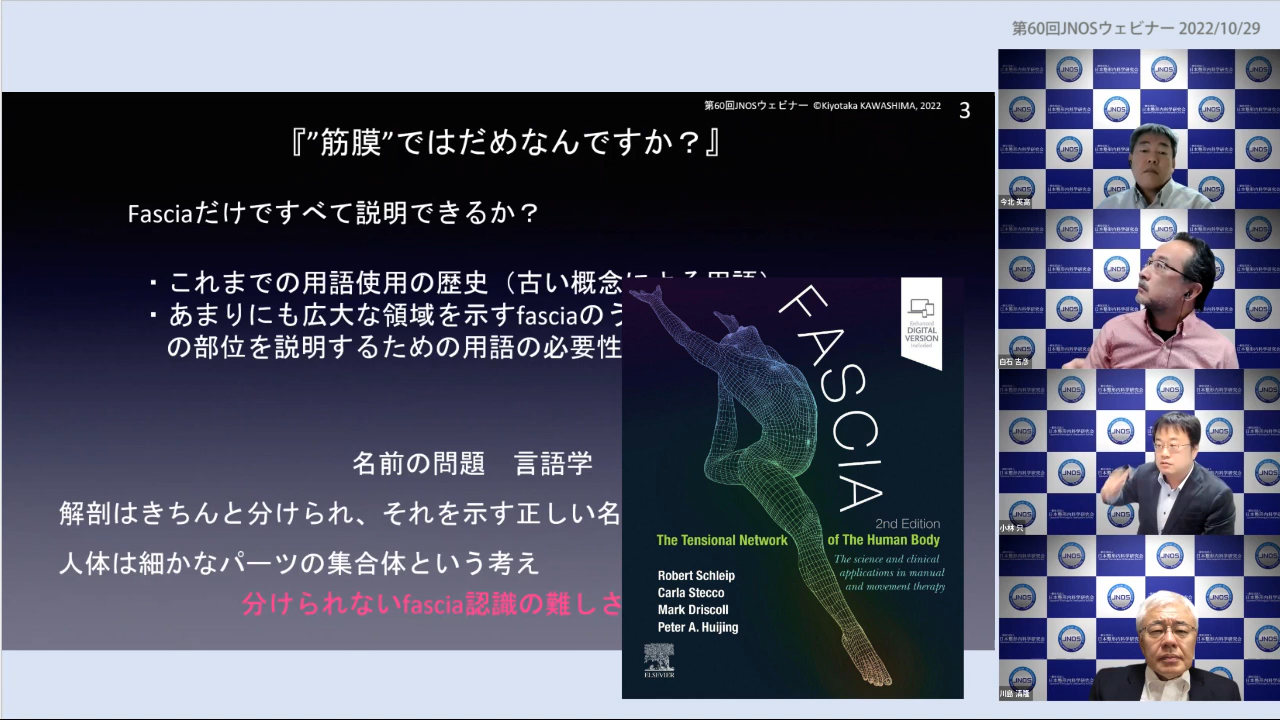 第60回JNOSウェビナー 2022/10/29
第60回JNOSウェビナー ©Kiyotaka KAWASHIMA, 2022
3
『”筋膜”ではだめなんですか？』
Fasciaだけですべて説明できるか？
・これまでの用語使用の歴史（古い概念による用語）
・あまりにも広大な領域を示すfasciaのう
の部位を説明するための用語の必要性
名前の問題 言語学
解剖はきちんと分けられ、それを示す正しい名
人体は細かなパーツの集合体という考え
分けられないfascia認識の難しさ
Enhanced
DIGITAL
VERSION
Included
FASCIA
2nd Edition
The Tensional Network of The Human Body
The science and clinical
applications in manual
and movement therapy
Robert Schleip
Carla Stecco
Mark Driscoll
Peter A. Huijing
ELSEVIER
JNOS
日本整形内科学研究会
今北 英高
白石 吉彦
小林 只
川島 清隆